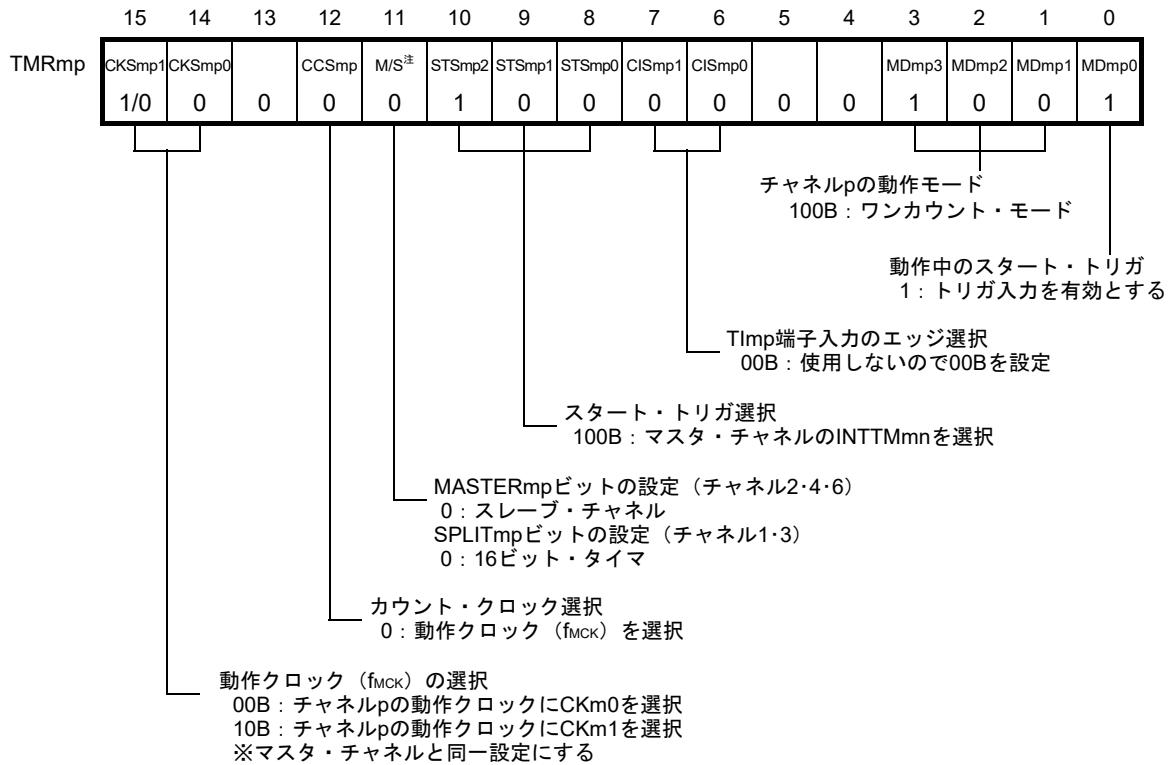 15 14 13 12 11 10 9 8 7 6 5 4 3 2 1 0
TMRmp
CKSmp1 CKSmp0 CCSmp M/S注 STSmp2 STSmp1 STSmp0 CISmp1 CISmp0 MDmp3 MDmp2 MDmp1 MDmp0
1/0 0 0 0 0 1 0 0 0 0 0 0 1 0 0 1
チャネルpの動作モード
100B:ワンカウント・モード
動作中のスタート・トリガ
1:トリガ入力を有効とする
TImp端子入力のエッジ選択
00B:使用しないので00Bを設定
スタート・トリガ選択
100B:マスタ・チャネルのINTTMmnを選択
MASTERmpビットの設定(チャネル2・4・6)
0:スレーブ・チャネル
SPLITmpビットの設定(チャネル1・3)
0:16ビット・タイマ
カウント・クロック選択
0:動作クロック(fMCK)を選択
動作クロック(fMCK)の選択
00B:チャネルpの動作クロックにCKm0を選択
10B:チャネルpの動作クロックにCKm1を選択
※マスタ・チャネルと同一設定にする